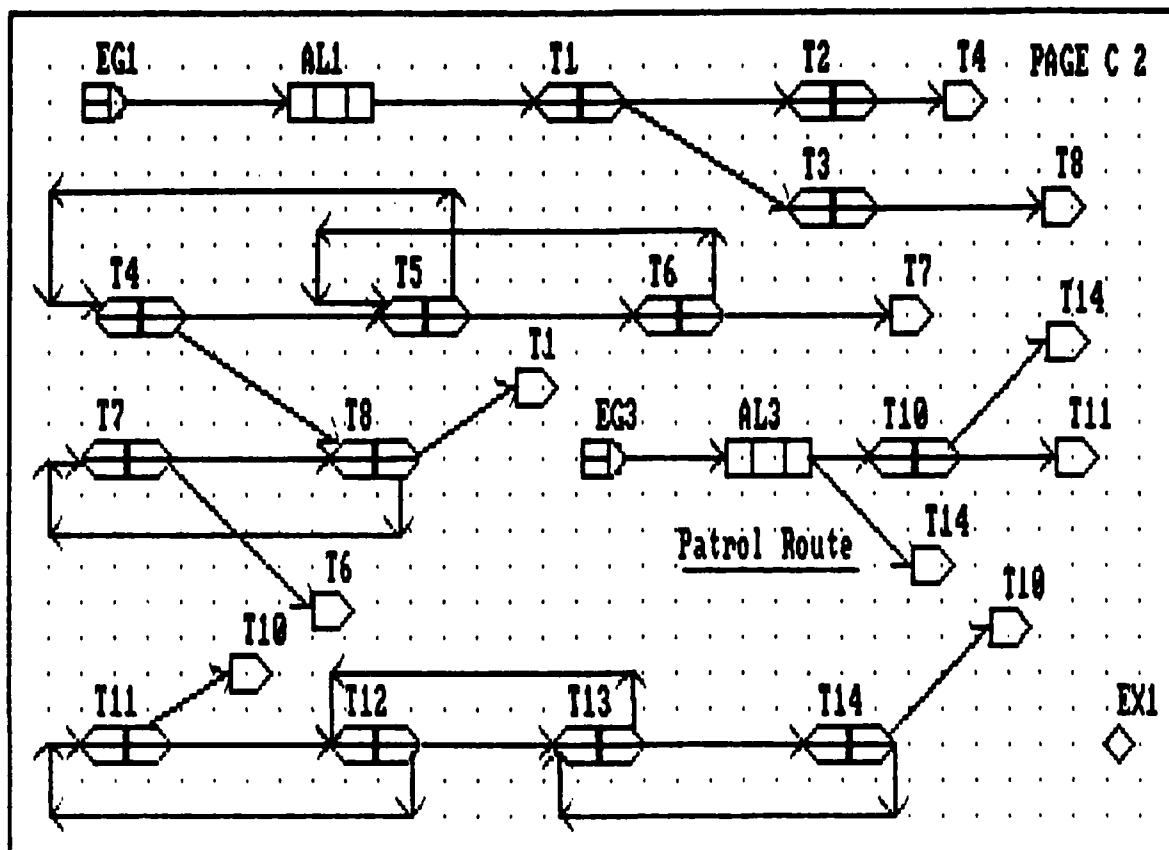 EG1 AL1 T1 T2 T4 PAGE C 2
T3 T8
T4 T5 T6 T7
T14
T1
T7 T8 EG3 AL3 T10 T11
T14
Patrol Route
T6
T10
T10
T11 T12 T13 T14 EX1